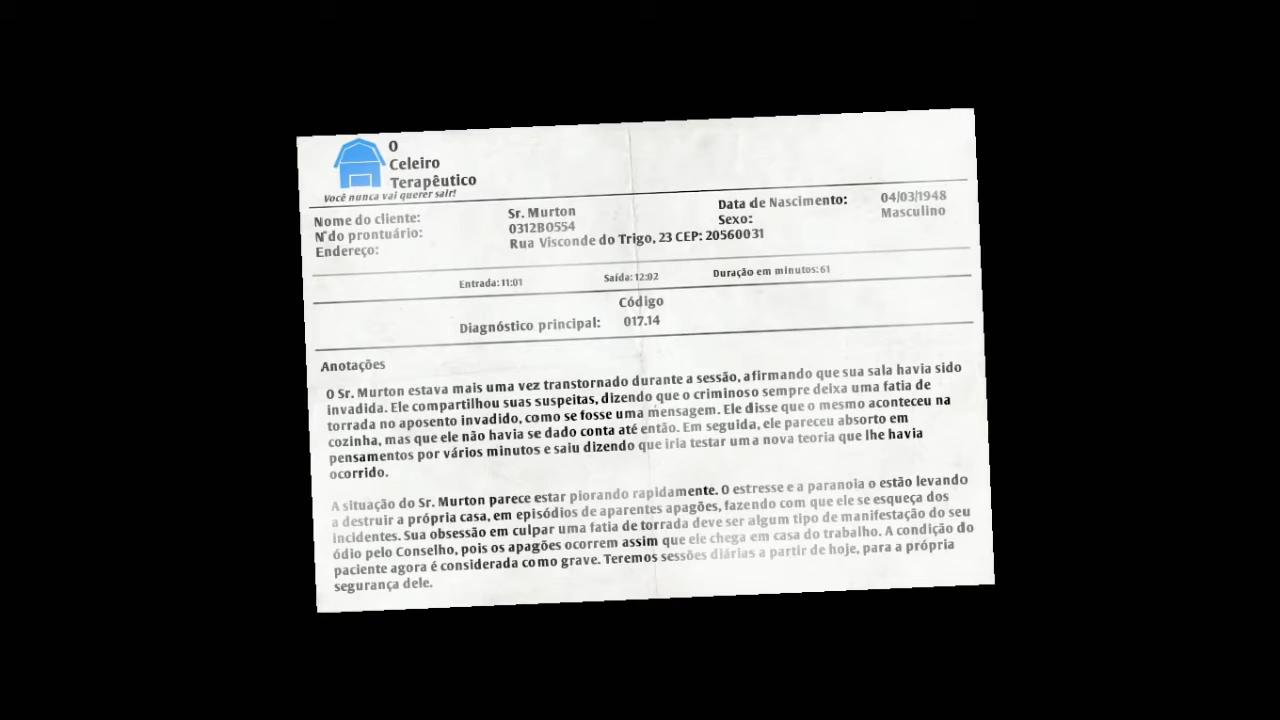 O
Celeiro
Terapêutico
Você nunca vai querer sair!
Nome do cliente: Sr. Murton Data de Nascimento: 04/03/1948
N°do prontuário: 0312B0554 Sexo: Masculino
Endereço: Rua Visconde do Trigo, 23 CEP: 20560031
Entrada: 11:01 Saída: 12:02 Duração em minutos: 61
Código
Diagnóstico principal: 017.14
Anotações
O Sr. Murton estava mais uma vez transtornado durante a sessão, afirmando que sua sala havia sido
invadida. Ele compartilhou suas suspeitas, dizendo que o criminoso sempre deixa uma fatia de
torrada no aposento invadido, como se fosse uma mensagem. Ele disse que o mesmo aconteceu na
cozinha, mas que ele não havia se dado conta até então. Em seguida, ele pareceu absorto em
pensamentos por vários minutos e saiu dizendo que iria testar uma nova teoria que lhe havia
ocorrido.
A situação do Sr. Murton parece estar piorando rapidamente. O estresse e a paranoia o estão levando
a destruir a própria casa, em episódios de aparentes apagões, fazendo com que ele se esqueça dos
incidentes. Sua obsessão em culpar uma fatia de torrada deve ser algum tipo de manifestação do seu
ódio pelo Conselho, pois os apagões ocorrem assim que ele chega em casa do trabalho. A condição do
paciente agora é considerada como grave. Teremos sessões diárias a partir de hoje, para a própria
segurança dele.